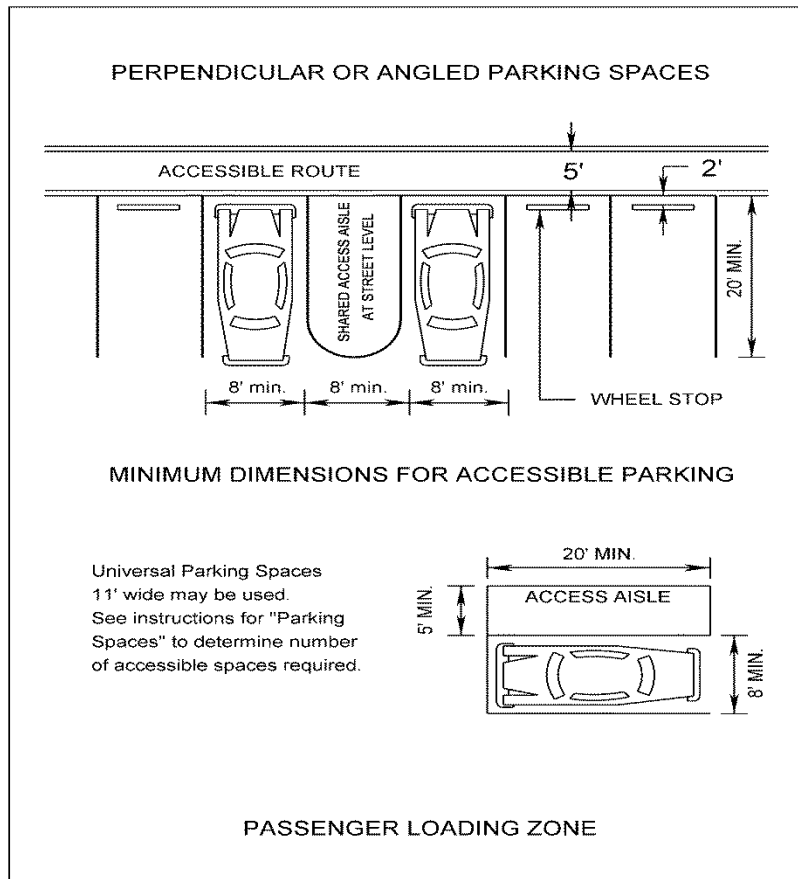 PERPENDICULAR OR ANGLED PARKING SPACES
ACCESSIBLE ROUTE
5'
2'
SHARED ACCESS AISLE
AT STREET LEVEL
20' MIN.
8' min.
8' min.
8' min.
WHEEL STOP
MINIMUM DIMENSIONS FOR ACCESSIBLE PARKING
Universal Parking Spaces
11' wide may be used.
See instructions for "Parking
Spaces" to determine number
of accessible spaces required.
20' MIN.
5' MIN.
ACCESS AISLE
8' MIN.
PASSENGER LOADING ZONE